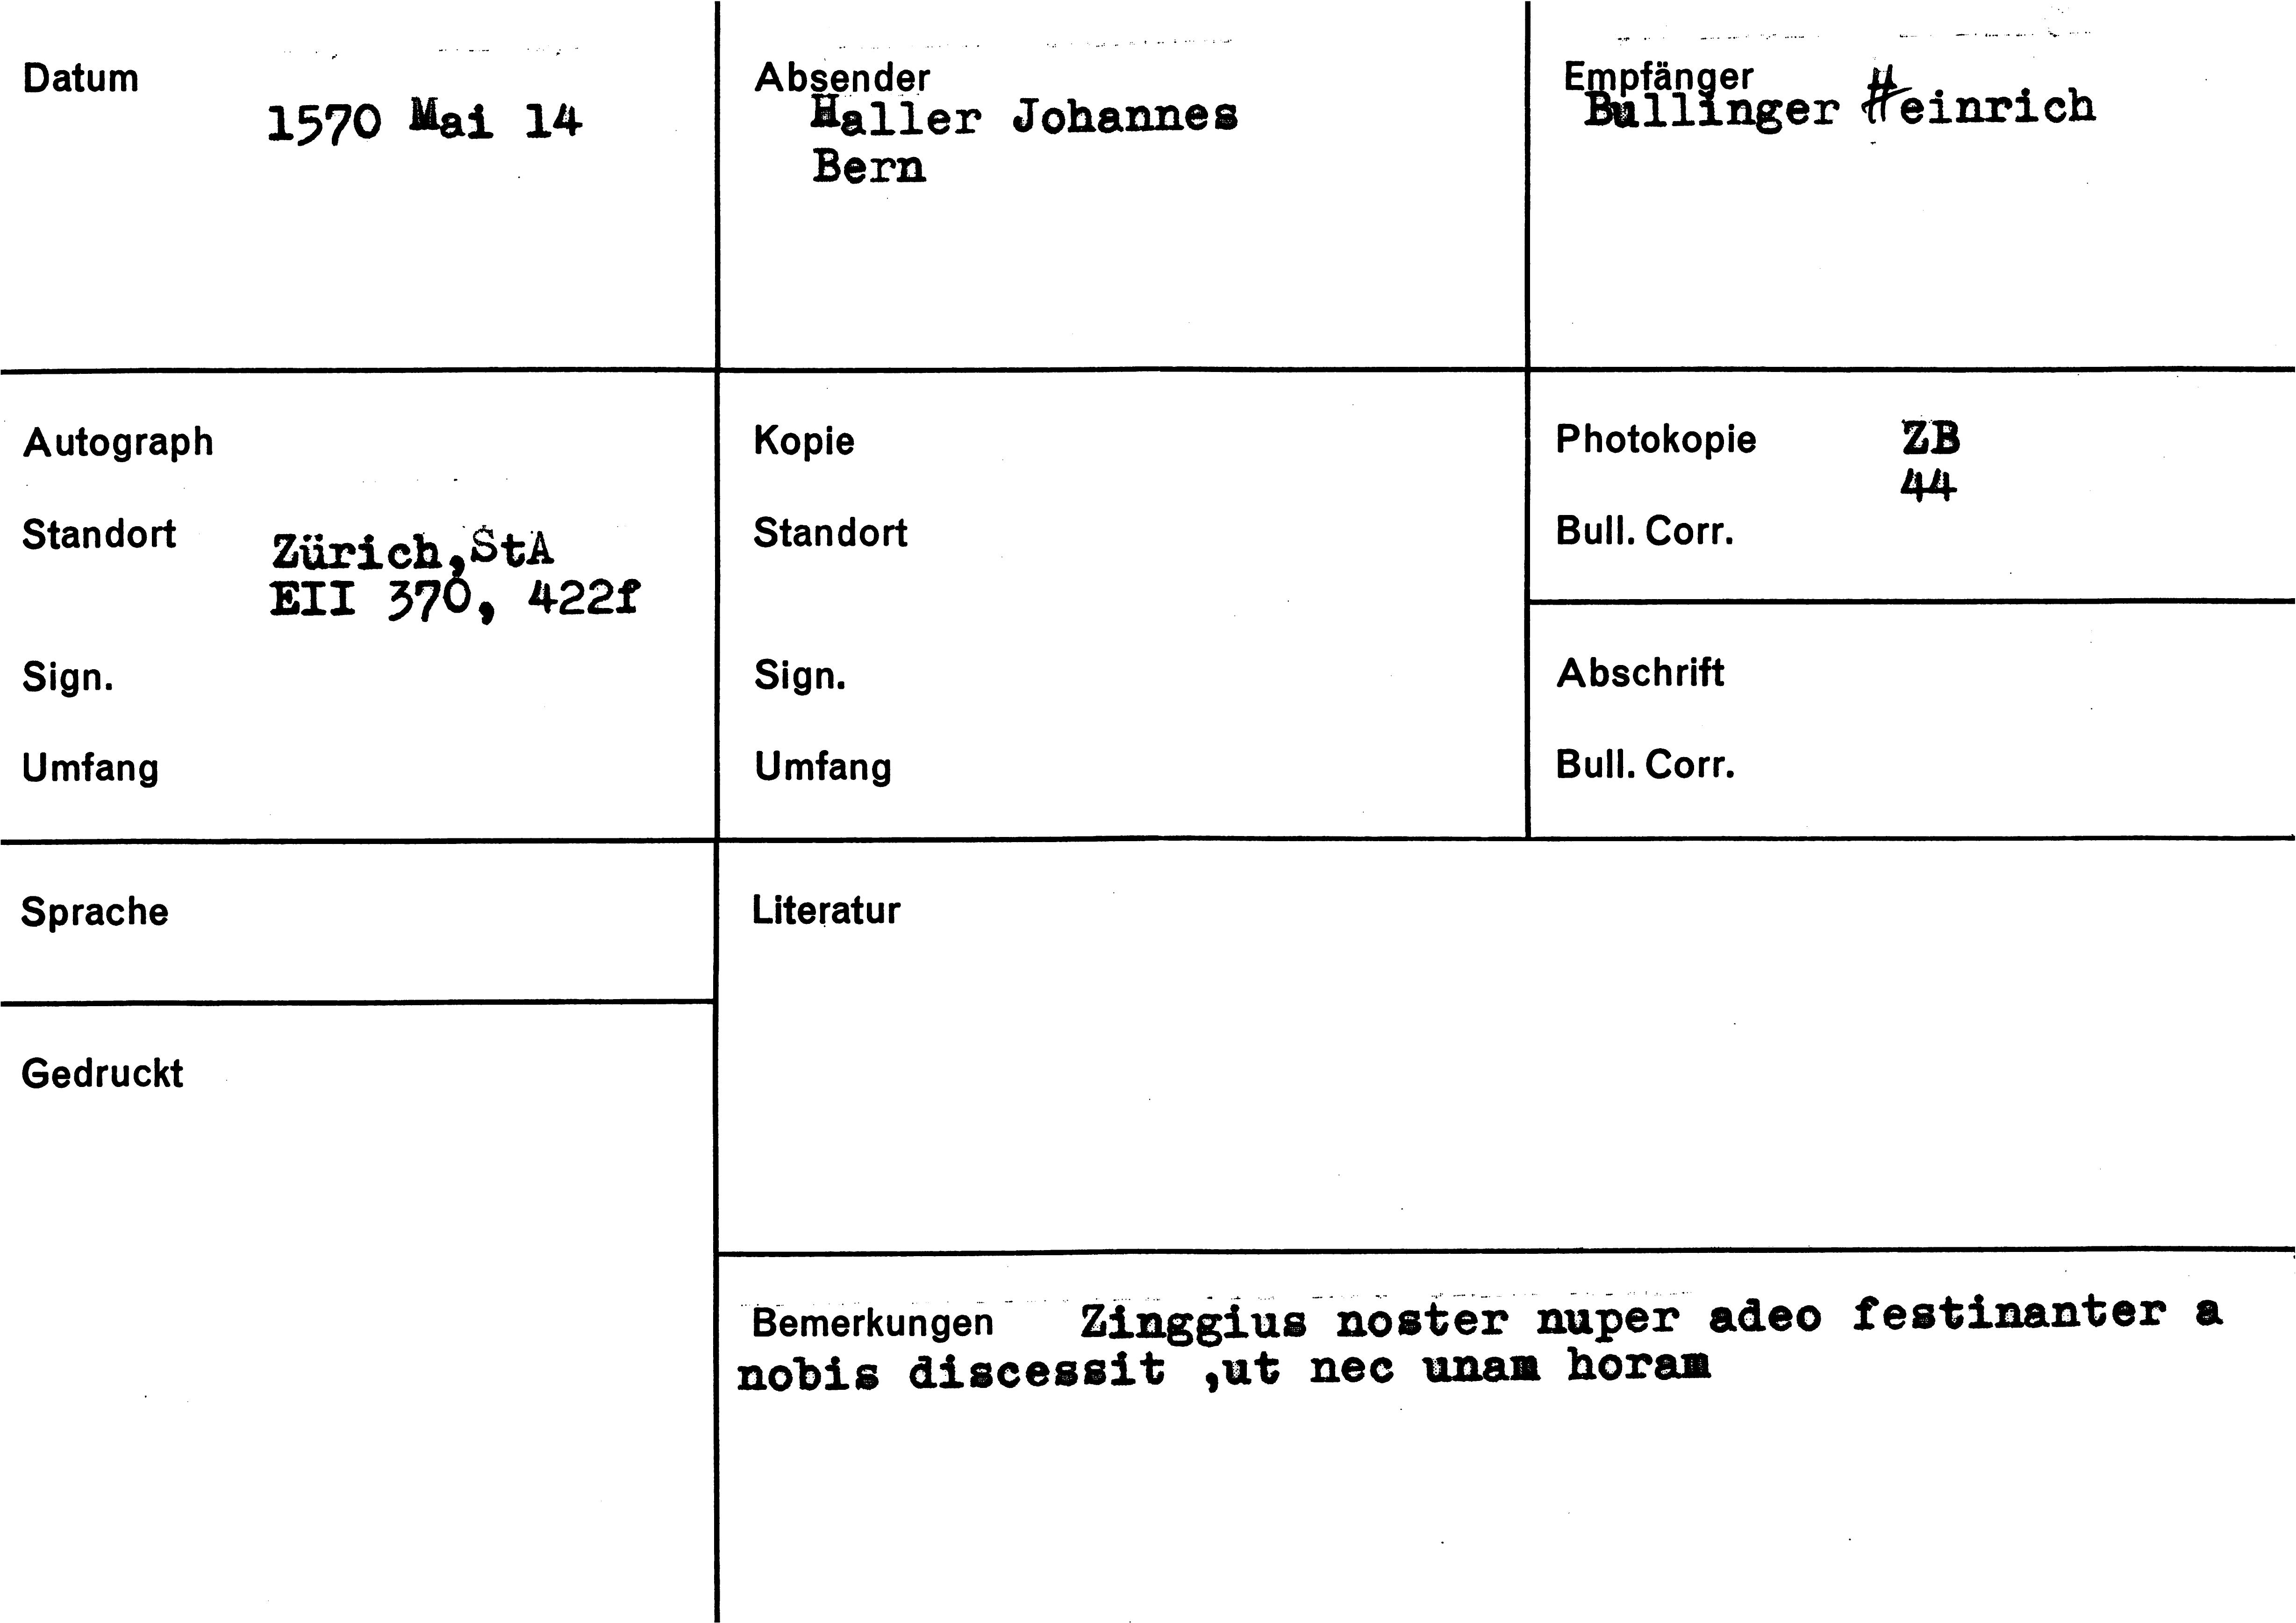 Datum
1570 Mai 14
Absender
Haller Johannes
Bern
Empfänger
Bullinger Heinrich
Autograph
Standort
Zürich,StA
EII 370, 422f
Sign.
Umfang
Kopie
Standort
Sign.
Umfang
Photokopie ZB
44
Bull. Corr.
Abschrift
Bull. Corr.
Sprache
Literatur
Gedruckt
Bemerkungen Zinggius noster nuper adeo festinanter a
nobis discessit ,ut nec unam horam